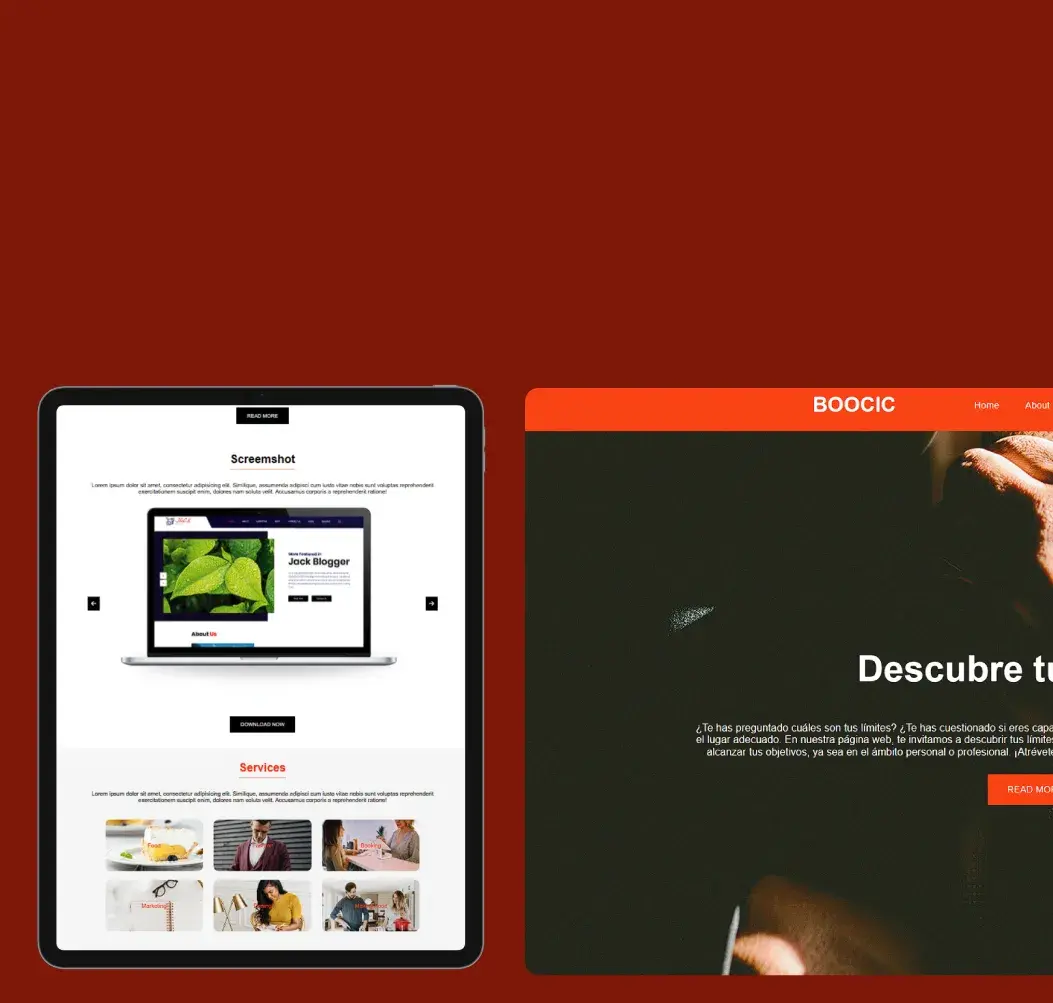 READ MORE
Screemshot
Lorem ipsum dolor sit amet, consectetur adipisicing elit. Similique, assumenda adipisci cum iusto vitae nobis sunt voluptas reprehenderit
exercitationem suscipit enim, dolores nam soluta velit. Accusamus corporis a reprehenderit ratione!
More Featured in
Jack Blogger
About Us
DOWNLOAD NOW
Services
Lorem ipsum dolor sit amet, consectetur adipisicing elit. Similique, assumenda adipisci cum iusto vitae nobis sunt voluptas reprehenderit
exercitationem suscipit enim, dolores nam soluta velit. Accusamus corporis a reprehenderit ratione!
Food
Booking
Marketing
BOOCIC
Home About
Descubre tu
¿Te has preguntado cuáles son tus límites? ¿Te has cuestionado si eres capa
el lugar adecuado. En nuestra página web, te invitamos a descubrir tus límites
alcanzar tus objetivos, ya sea en el ámbito personal o profesional. ¡Atrévete
READ MOR